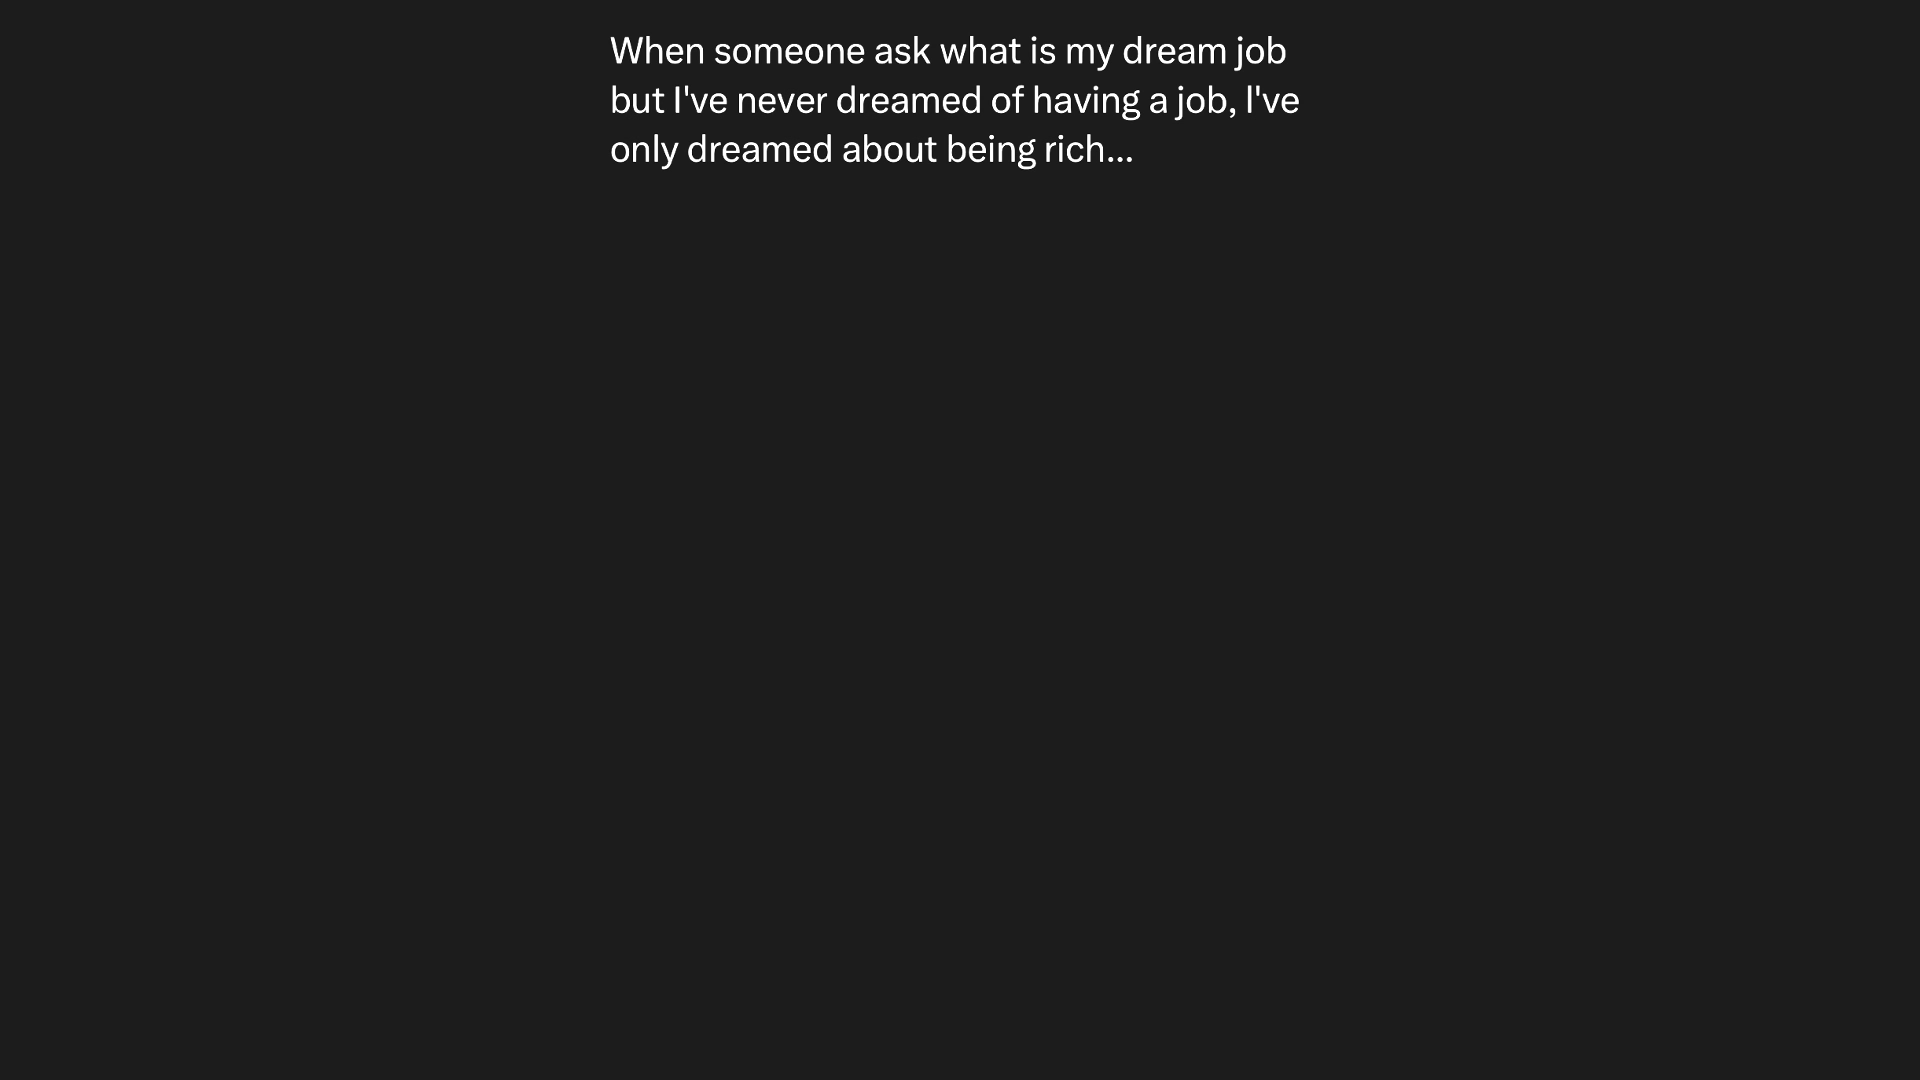 When someone ask what is my dream job
but I've never dreamed of having a job, I've
only dreamed about being rich...